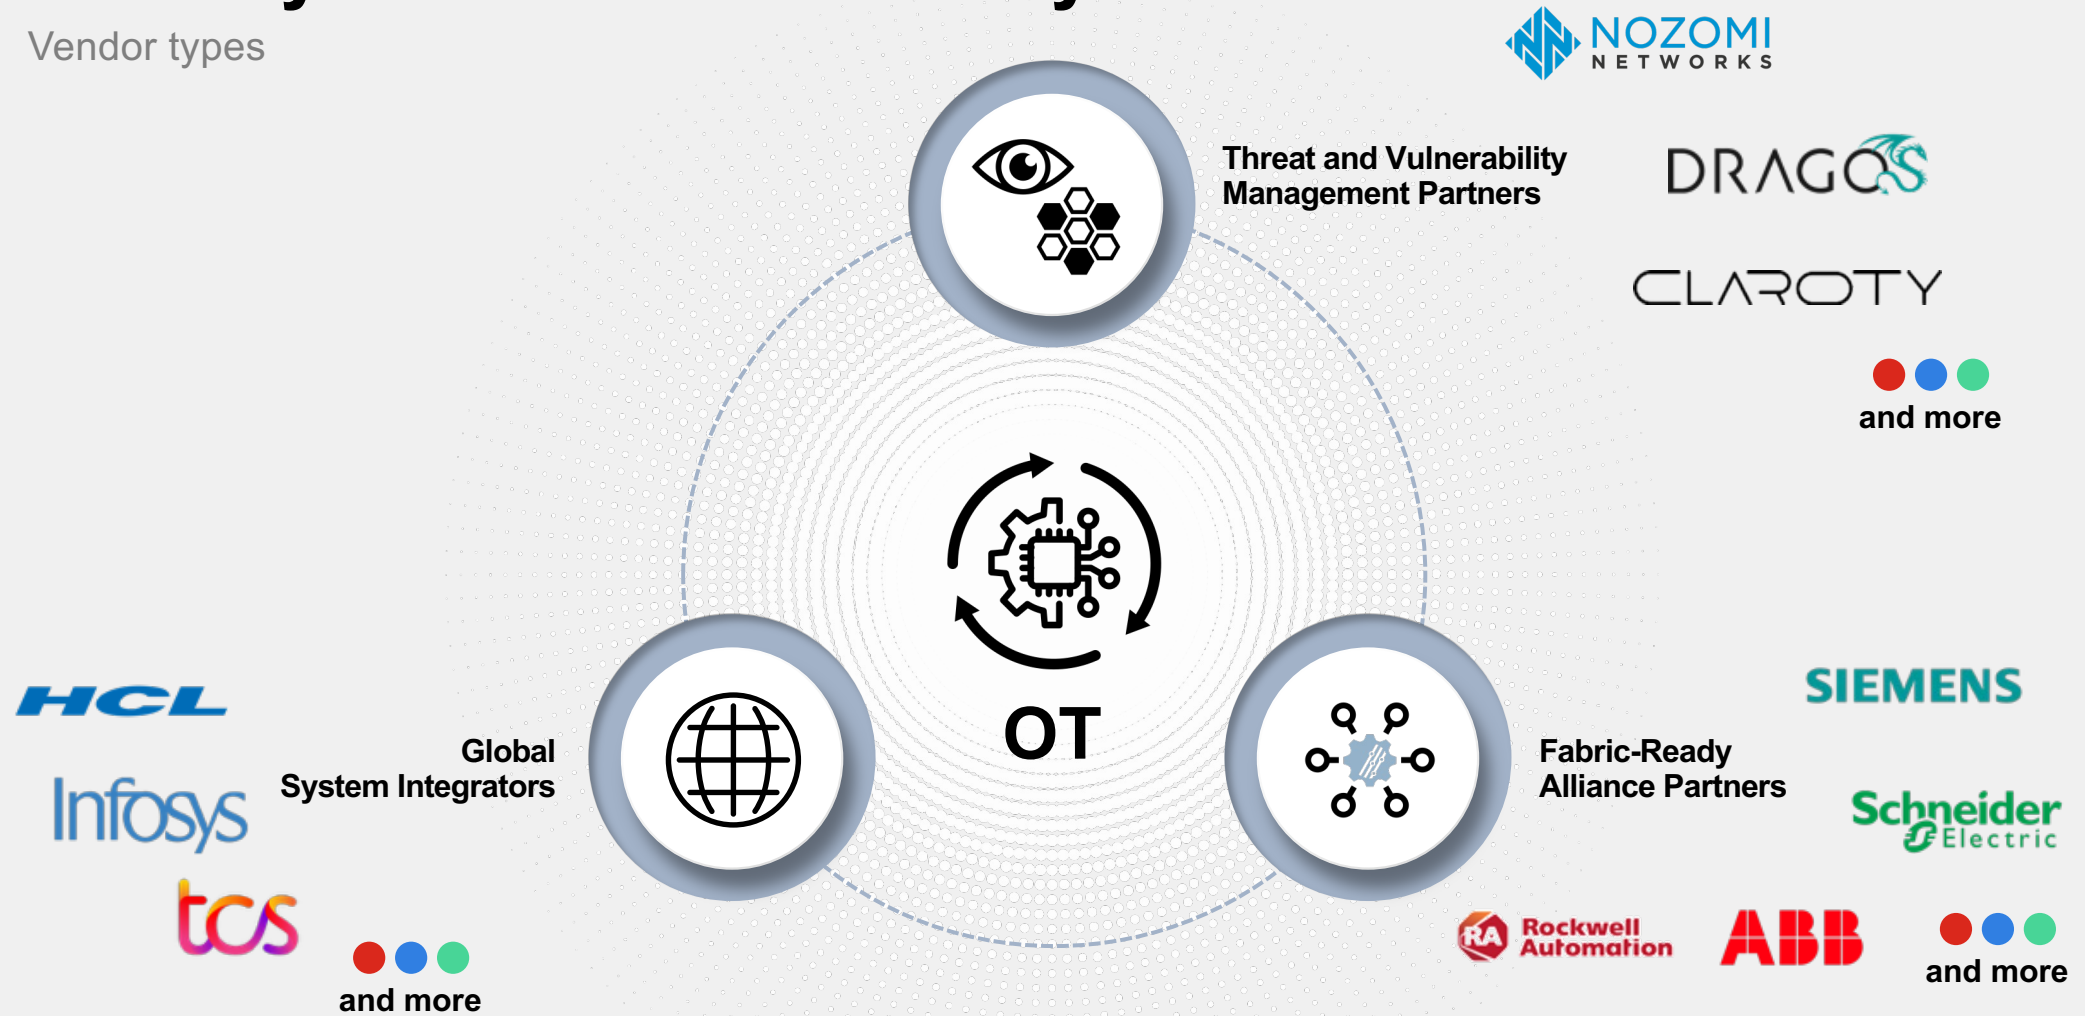 Vendor types
NOZOMI
NETWORKS
Threat and Vulnerability
Management Partners
DRAGOS
CLAROTY
and more
OT
HCL
Infosys
tcs
Global
System Integrators
and more
Fabric-Ready
Alliance Partners
SIEMENS
Schneider
Electric
RA
Rockwell
Automation
ABB
and more